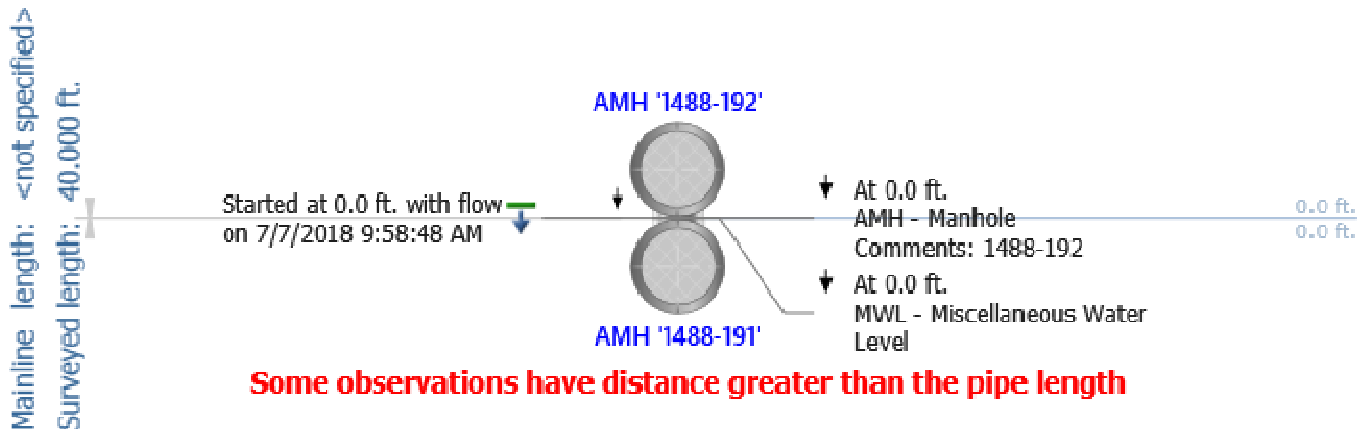 Mainline length: <not specified>
Surveyed length: 40.000 ft.
AMH '1488-192'
Started at 0.0 ft. with flow
on 7/7/2018 9:58:48 AM
At 0.0 ft.
AMH - Manhole
Comments: 1488-192
0.0 ft.
0.0 ft.
At 0.0 ft.
MWL - Miscellaneous Water
Level
AMH '1488-191'
Some observations have distance greater than the pipe length